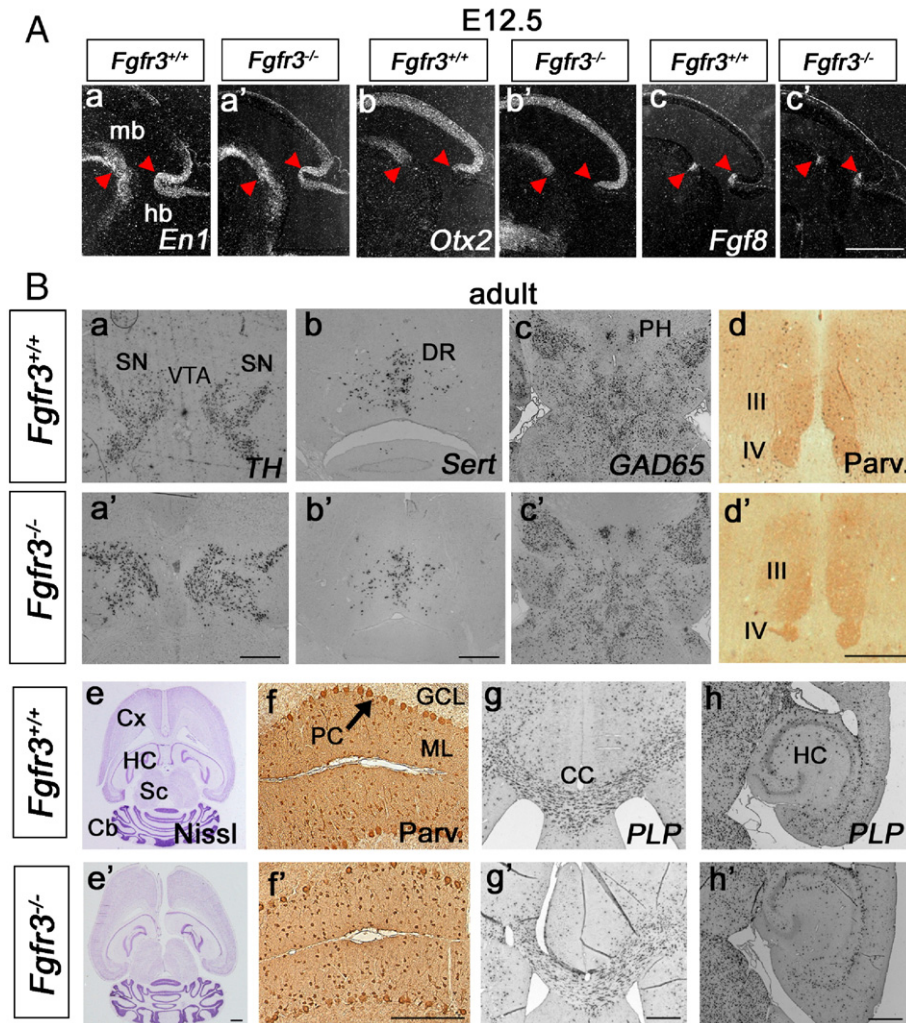 E12.5
A
Fgfr3+/+ Fgfr3-/- Fgfr3+/+ Fgfr3-/- Fgfr3+/+ Fgfr3-/-
a a' b b' c c'
mb
hb
En1 Otx2 Fgf8
B
adult
Fgfr3+/+
a b c d
SN VTA SN DR PH III
IV
TH Sert GAD65 Parv.
Fgfr3-/-
a' b' c' d'
III
IV
Fgfr3+/+
e f g h
Cx GCL
PC
HC ML CC HC
Sc
Cb Nissl Parv. PLP PLP
Fgfr3-/-
e' f' g' h'